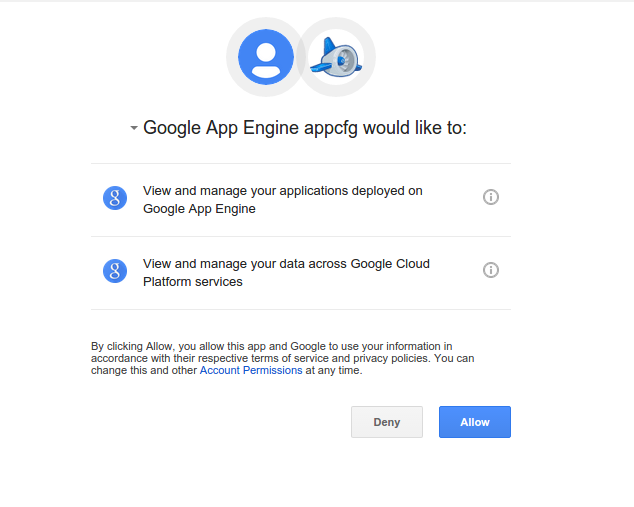 Google App Engine appcfg would like to:
g
View and manage your applications deployed on
Google App Engine
g
View and manage your data across Google Cloud
Platform services
By clicking Allow, you allow this app and Google to use your information in
accordance with their respective terms of service and privacy policies. You can
change this and other Account Permissions at any time.
Deny
Allow